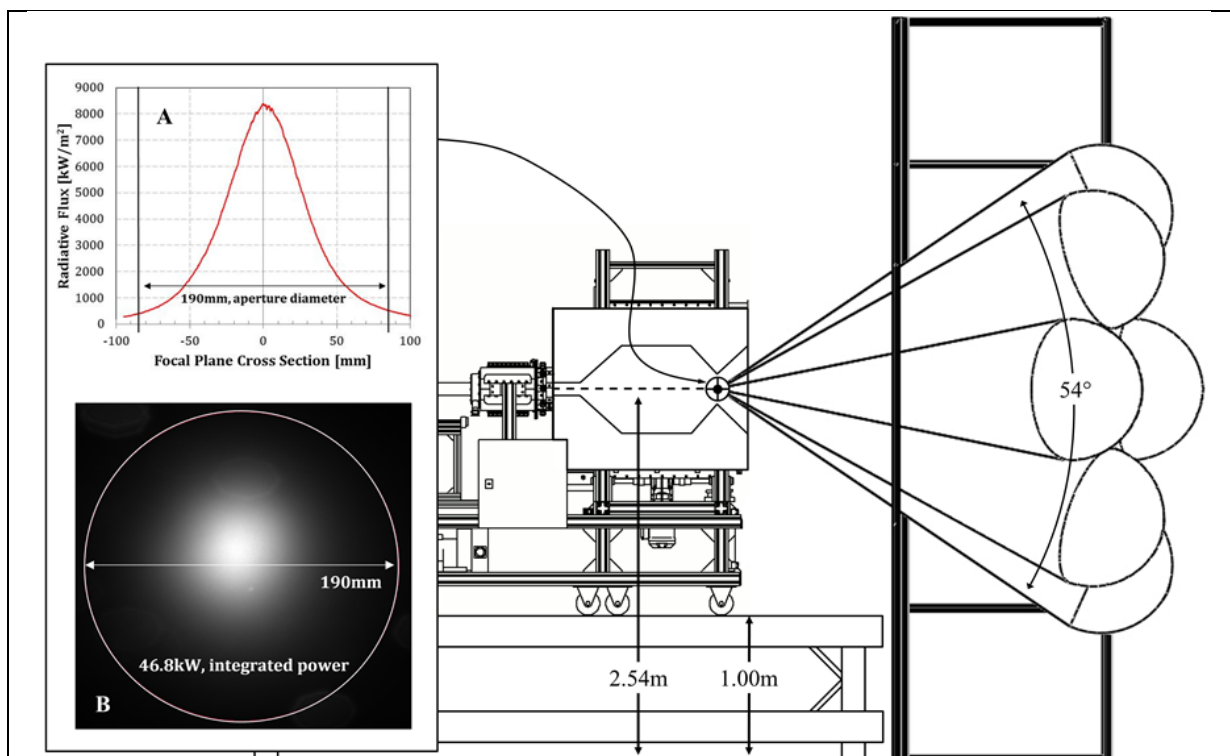 9000
8000
7000
6000
5000
4000
3000
2000
1000
0
Radiative Flux [kW/m²]
A
190mm, aperture diameter
-100 -50 0 50 100
Focal Plane Cross Section [mm]
190mm
46.8kW, integrated power
B
54°
2.54m
1.00m